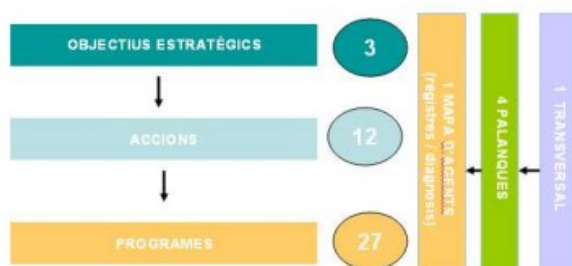 OBJECTIUS ESTRATÈGICS
3
ACCIONS
12
PROGRAMES
27
1 MAPA D'AGENTS
(registres / diagnosis)
4 PALANQUES
1 TRANSVERSAL